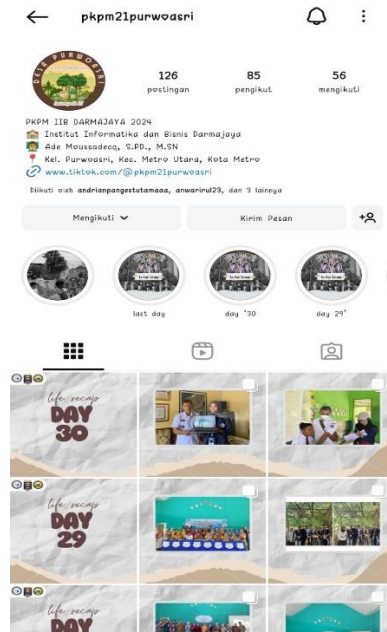 pkpm21purwoasri
DESA PURWOASRI
126
postingan
85
pengikut
56
mengikuti
PKPM IIB DARMAJAYA 2024
Institut Informatika dan Bisnis Darmajaya
Ade Moussadecq, S.PD., M.SN
Kel. Purwoasri, Kec. Metro Utara, Kota Metro
www.tiktok.com/@pkpm21purwoasri
Diikuti oleh andrianpangestutamaaa, anwarirul23, dan 9 lainnya
Mengikuti
Kirim Pesan
last day
day '30
day 29'
life recap
DAY
30
life recap
DAY
29
life recap
DAY